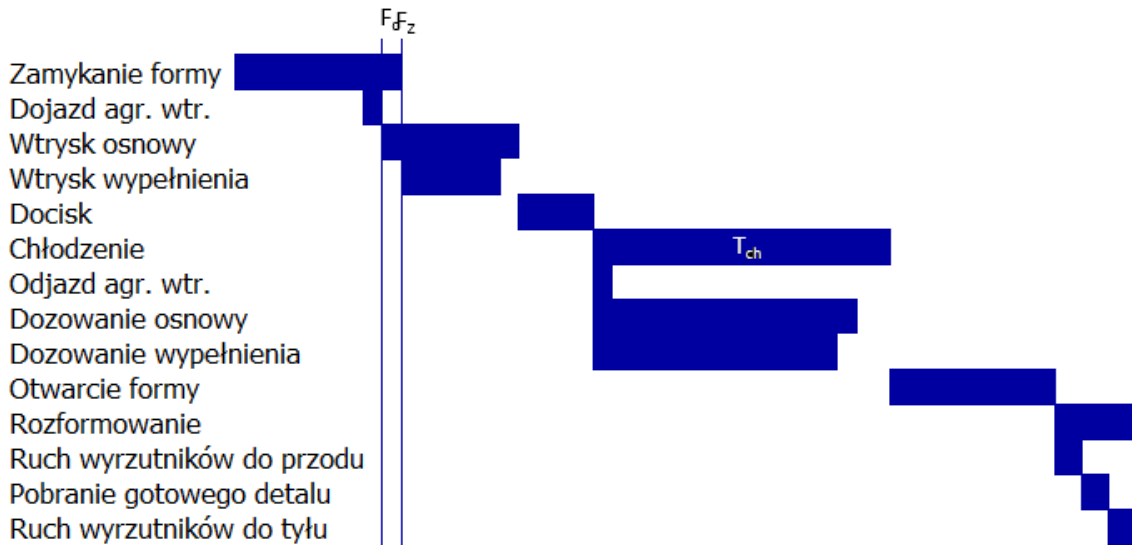 FdFz
Zamykanie formy
Dojazd agr. wtr.
Wtrysk osnowy
Wtrysk wypełnienia
Docisk
Chłodzenie
Tch
Odjazd agr. wtr.
Dozowanie osnowy
Dozowanie wypełnienia
Otwarcie formy
Rozformowanie
Ruch wyrzutników do przodu
Pobranie gotowego detalu
Ruch wyrzutników do tyłu